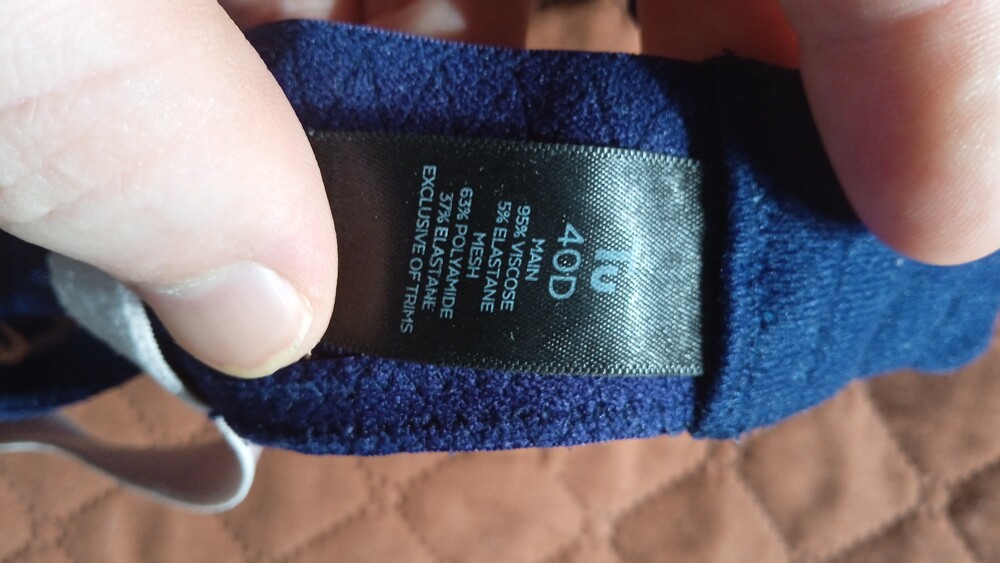 TU
40D
MAIN
95% VISCOSE
5% ELASTANE
MESH
63% POLYAMIDE
37% ELASTANE
EXCLUSIVE OF TRIMS